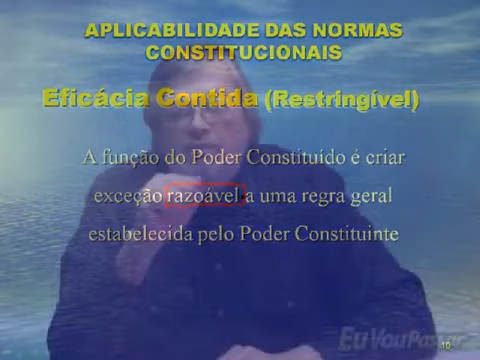 APLICABILIDADE DAS NORMAS
CONSTITUCIONAIS
Eficácia Contida (Restringível)
A função do Poder Constituído é criar
exceção razoável a uma regra geral
estabelecida pelo Poder Constituinte
EuVouPassar
10